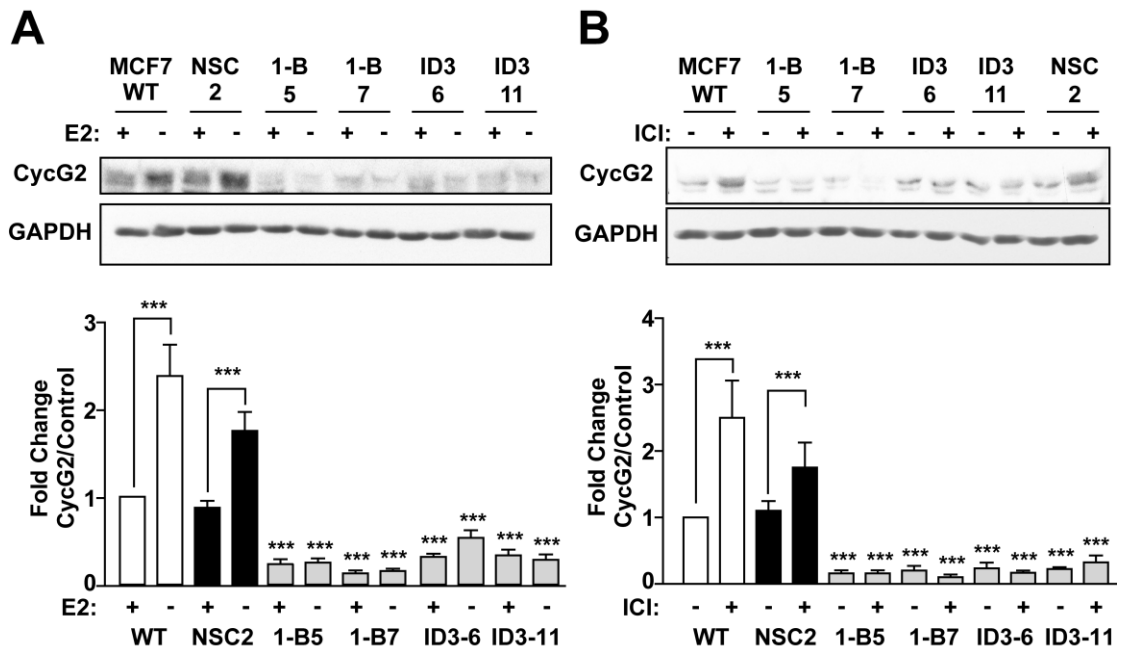 A
MCF7 NSC 1-B 1-B ID3 ID3
WT 2 5 7 6 11
E2: + - + - + - + - + - + -
CycG2
GAPDH
***
***
*** *** *** *** *** *** *** ***
Fold Change
CycG2/Control
3
2
1
0
E2: + - + - + - + - + - + -
WT NSC2 1-B5 1-B7 ID3-6 ID3-11
B
MCF7 1-B 1-B ID3 ID3 NSC
WT 5 7 6 11 2
ICI: - + - + - + - + - + - +
CycG2
GAPDH
***
***
*** *** *** *** *** *** *** ***
Fold Change
CycG2/Control
4
3
2
1
0
ICI: - + - + - + - + - + - +
WT NSC2 1-B5 1-B7 ID3-6 ID3-11